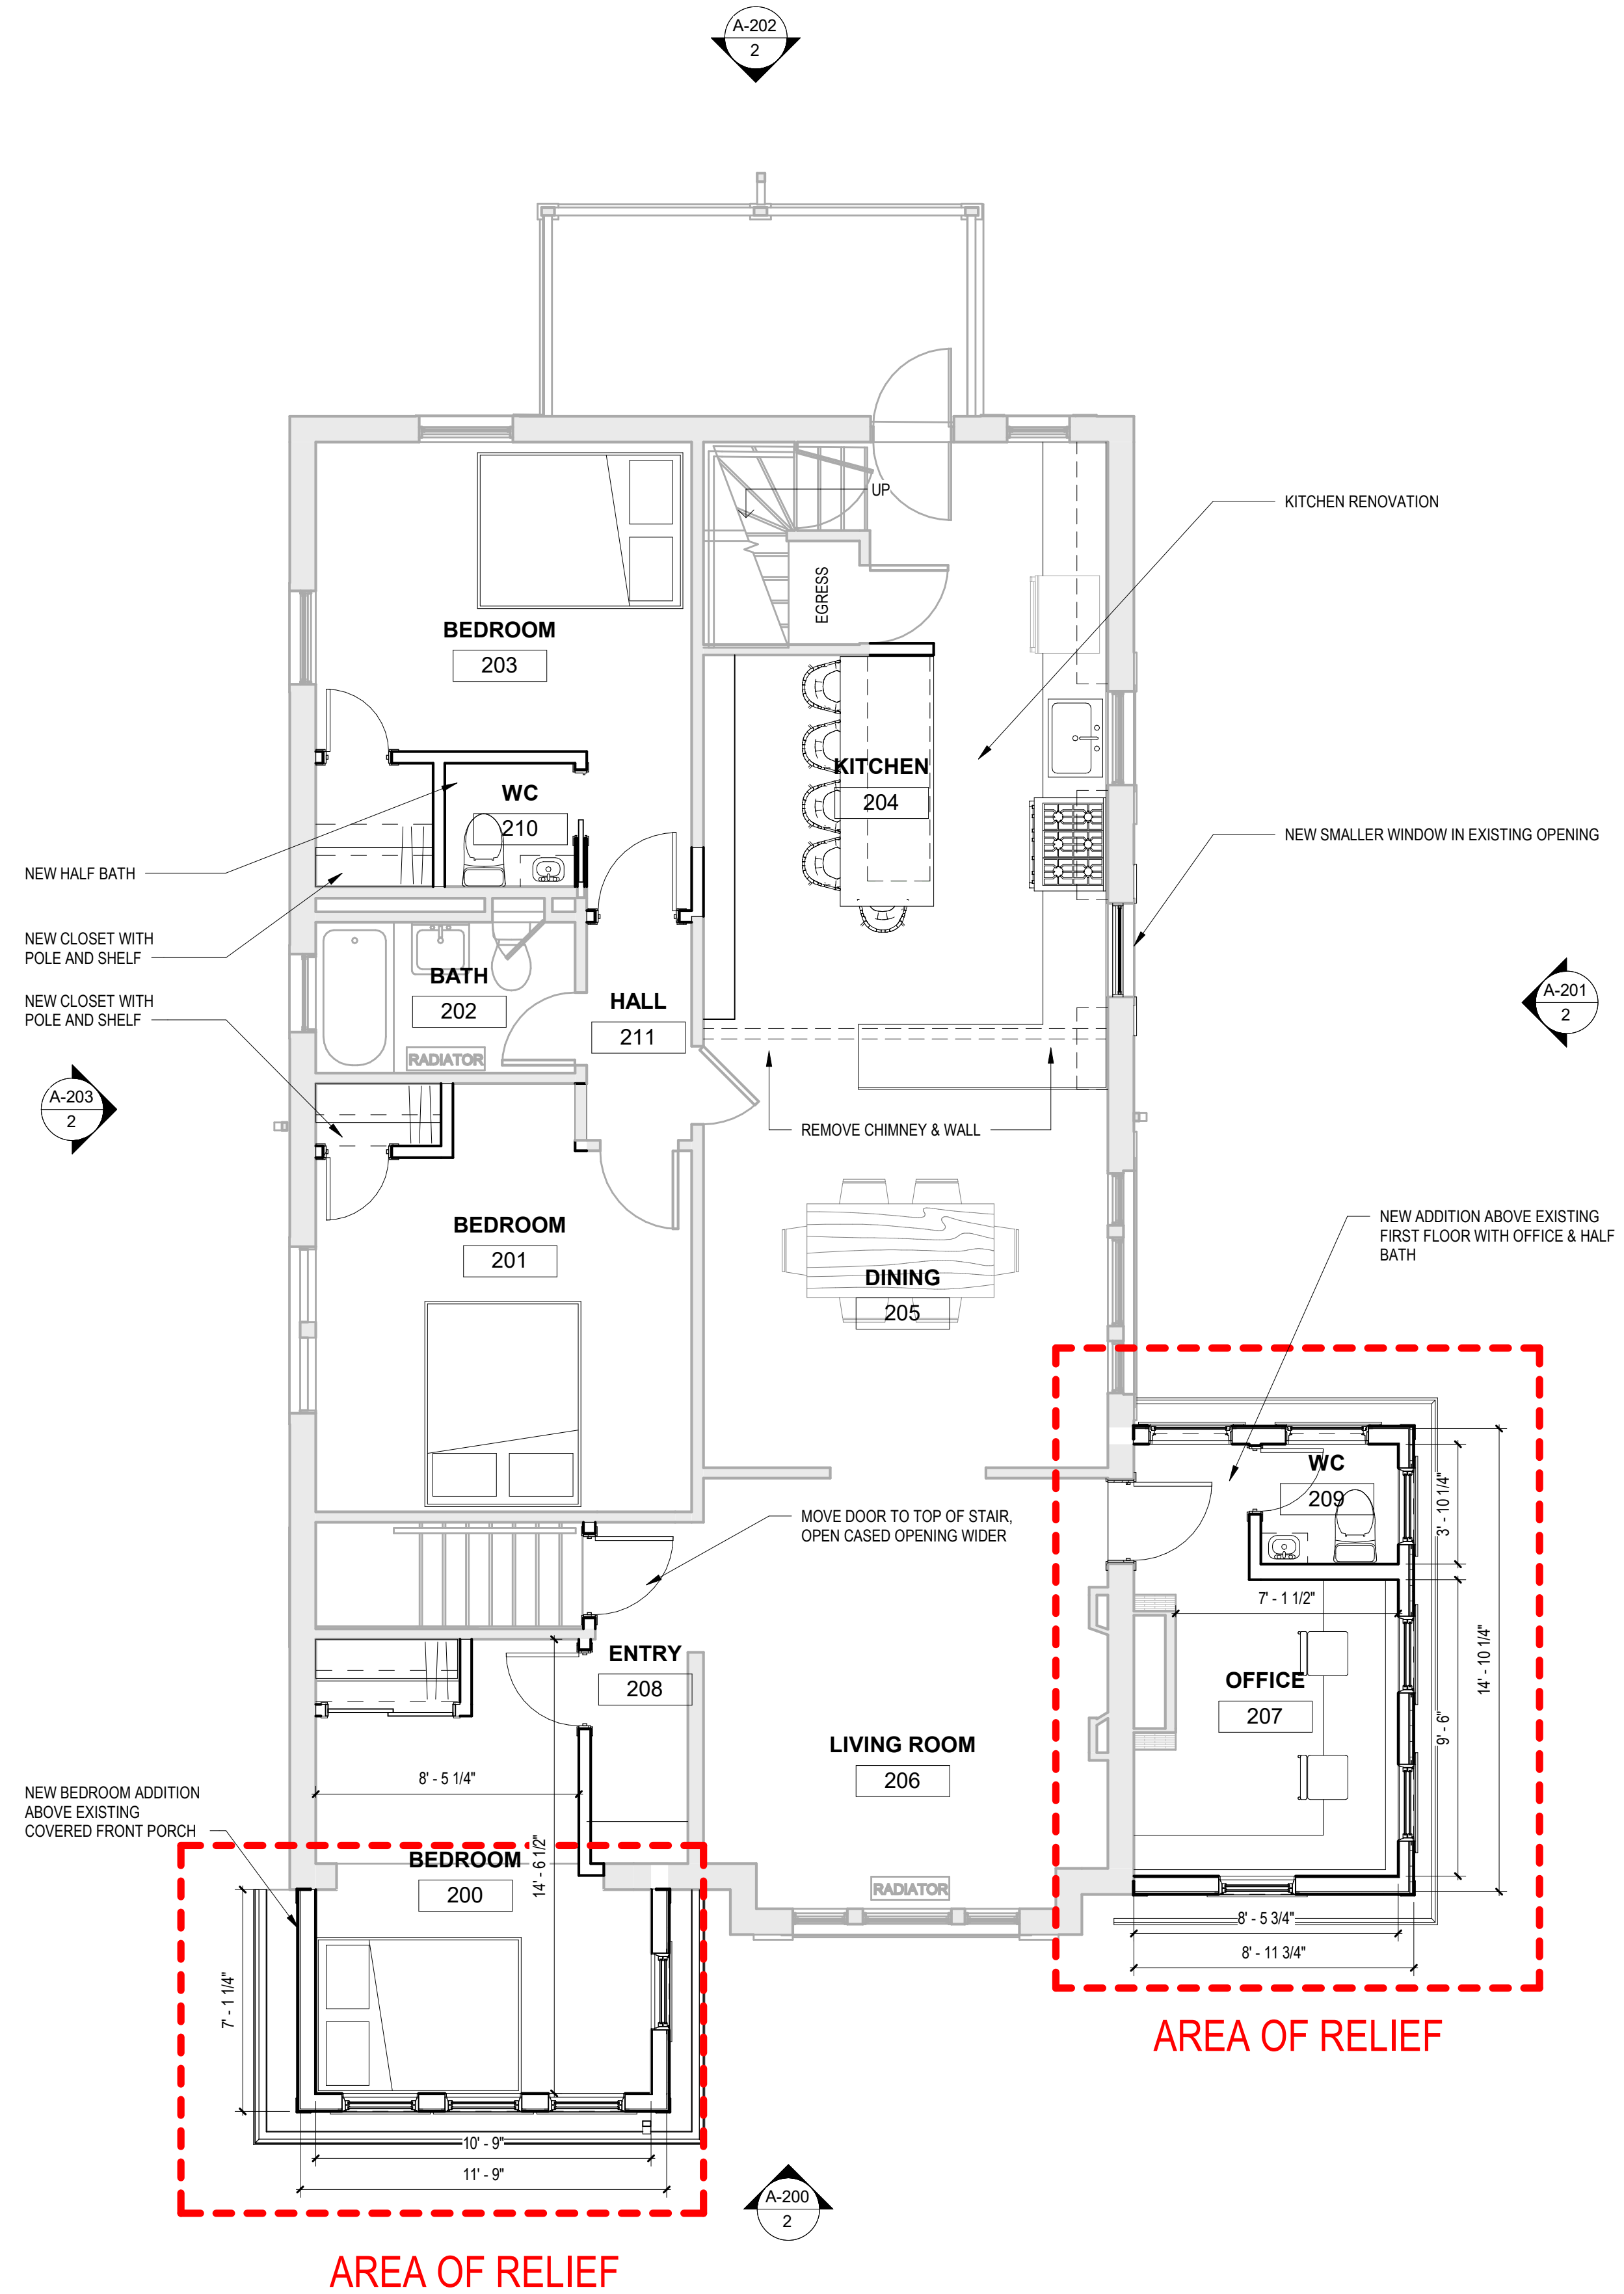 A-202
2
UP
KITCHEN RENOVATION
EGRESS
BEDROOM
203
KITCHEN
204
WC
210
NEW SMALLER WINDOW IN EXISTING OPENING
NEW HALF BATH
NEW CLOSET WITH
POLE AND SHELF
BATH
202
RADIATOR
HALL
211
NEW CLOSET WITH
POLE AND SHELF
A-201
2
A-203
2
REMOVE CHIMNEY & WALL
BEDROOM
201
DINING
205
NEW ADDITION ABOVE EXISTING
FIRST FLOOR WITH OFFICE & HALF
BATH
WC
209
3' - 10 1/4"
14' - 10 1/4"
MOVE DOOR TO TOP OF STAIR,
OPEN CASED OPENING WIDER
7' - 1 1/2"
ENTRY
208
OFFICE
207
9' - 6"
LIVING ROOM
206
8' - 5 1/4"
NEW BEDROOM ADDITION
ABOVE EXISTING
COVERED FRONT PORCH
14' - 6 1/2"
BEDROOM
200
RADIATOR
8' - 5 3/4"
8' - 11 3/4"
7' - 1 1/4"
AREA OF RELIEF
10' - 9"
11' - 9"
A-200
2
AREA OF RELIEF